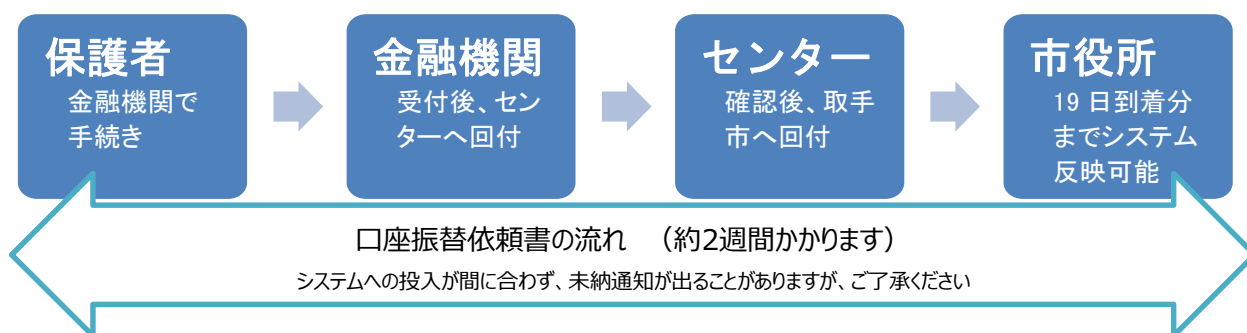 保護者
金融機関で
手続き
金融機関
受付後、セン
ターへ回付
センター
確認後、取手
市へ回付
市役所
19 日到着分
までシステム
反映可能
口座振替依頼書の流れ　（約2週間かかります）
システムへの投入が間に合わず、未納通知が出ることがありますが、ご了承ください